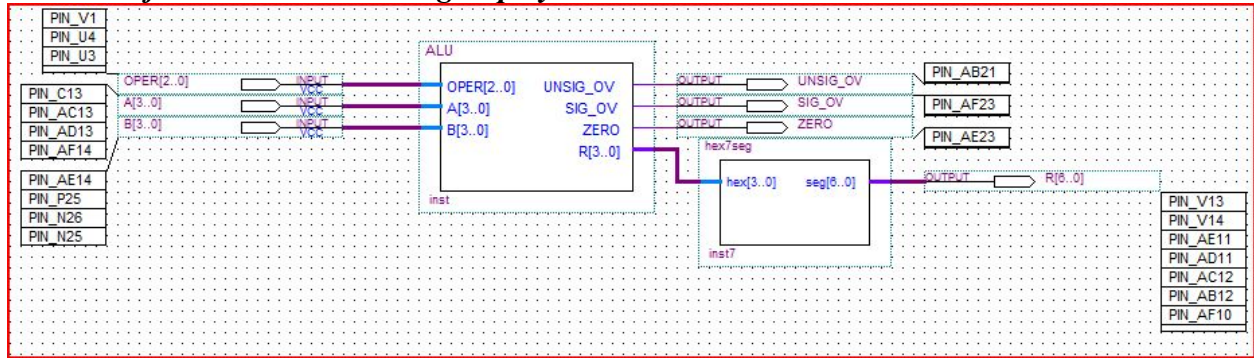 PIN_V1
PIN_U4
PIN_U3
PIN_C13
PIN_AC13
PIN_AD13
PIN_AF14
PIN_AE14
PIN_P25
PIN_N26
PIN_N25
OPER[2..0] INPUT VCC
A[3..0] INPUT VCC
B[3..0] INPUT VCC
ALU
OPER[2..0] UNSIG_OV
A[3..0] SIG_OV
B[3..0] ZERO
R[3..0]
inst
OUTPUT UNSIG_OV
OUTPUT SIG_OV
OUTPUT ZERO
PIN_AB21
PIN_AF23
PIN_AE23
hex7seg
hex[3..0] seg[6..0]
inst7
OUTPUT R[6..0]
PIN_V13
PIN_V14
PIN_AE11
PIN_AD11
PIN_AC12
PIN_AB12
PIN_AF10